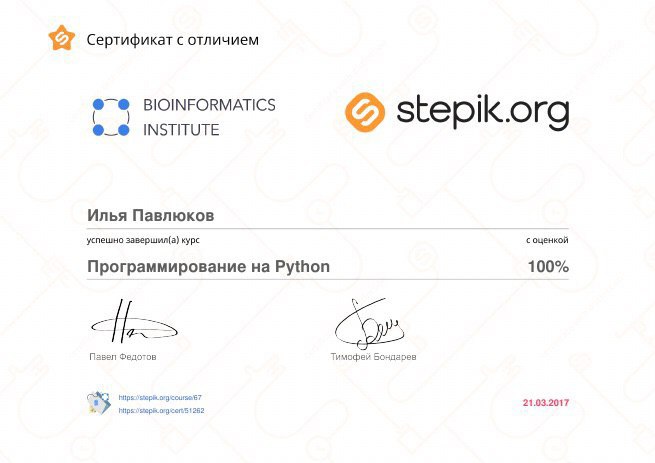 Сертификат с отличием
BIOINFORMATICS
INSTITUTE
stepik.org
Илья Павлюков
успешно завершил(а) курс
с оценкой
Программирование на Python
100%
Павел Федотов
Тимофей Бондарев
https://stepik.org/course/67
https://stepik.org/cert/51262
21.03.2017